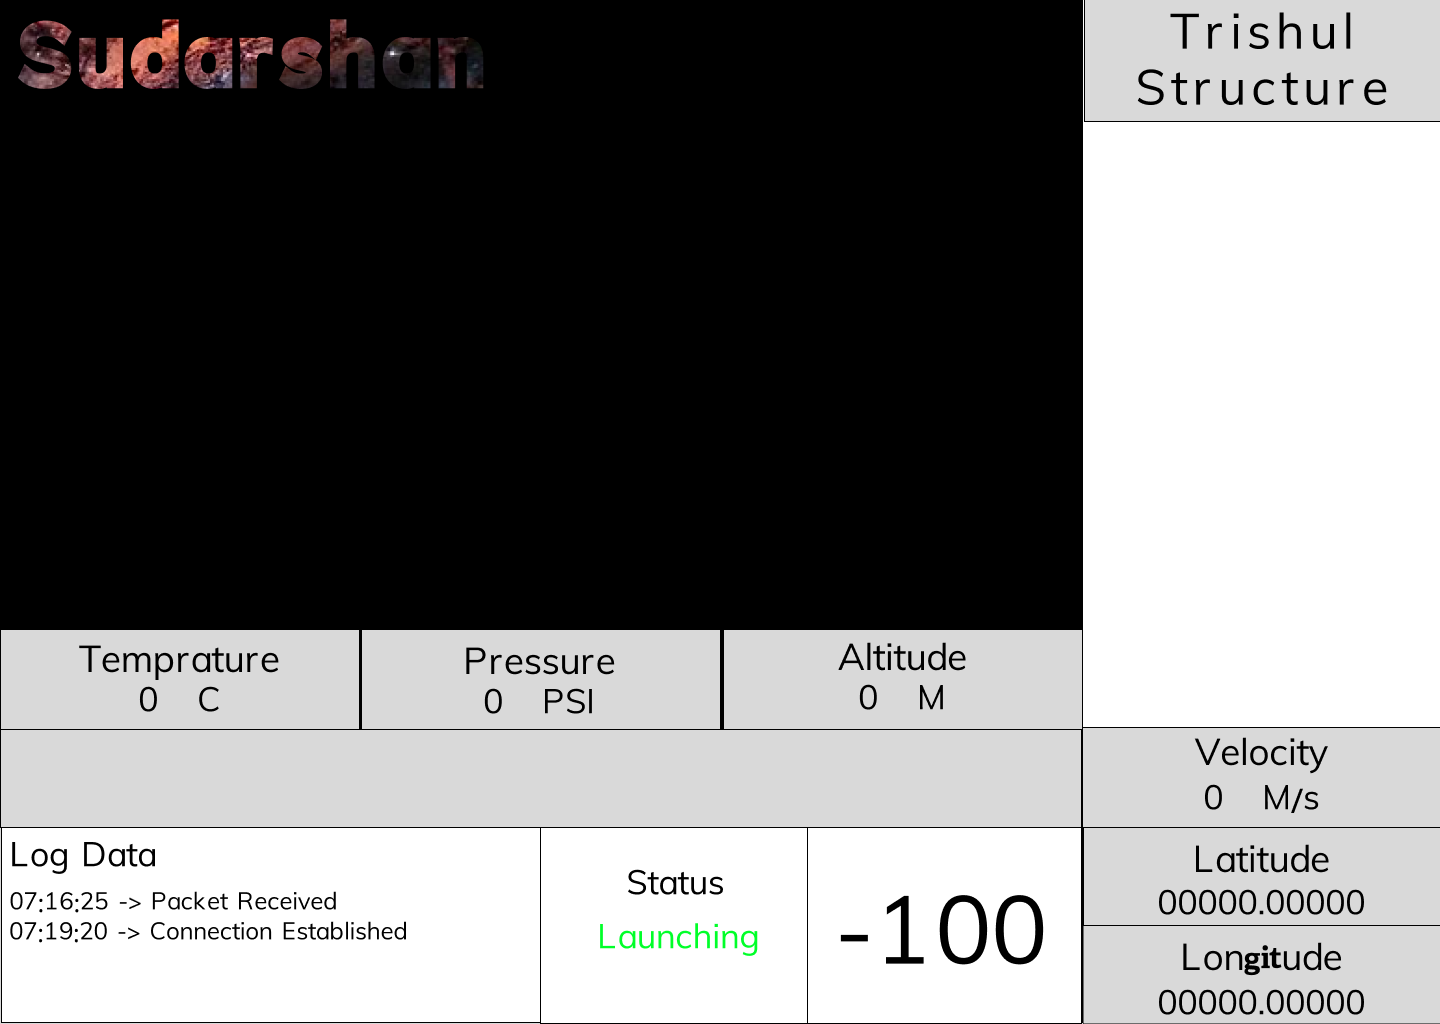 Sudarshan
Trishul
Structure
Temprature
0 C
Pressure
0 PSI
Altitude
0 M
Velocity
0 M/s
Log Data
07:16:25 -> Packet Received
07:19:20 -> Connection Established
Status
Launching
-100
Latitude
00000.00000
Longitude
00000.00000